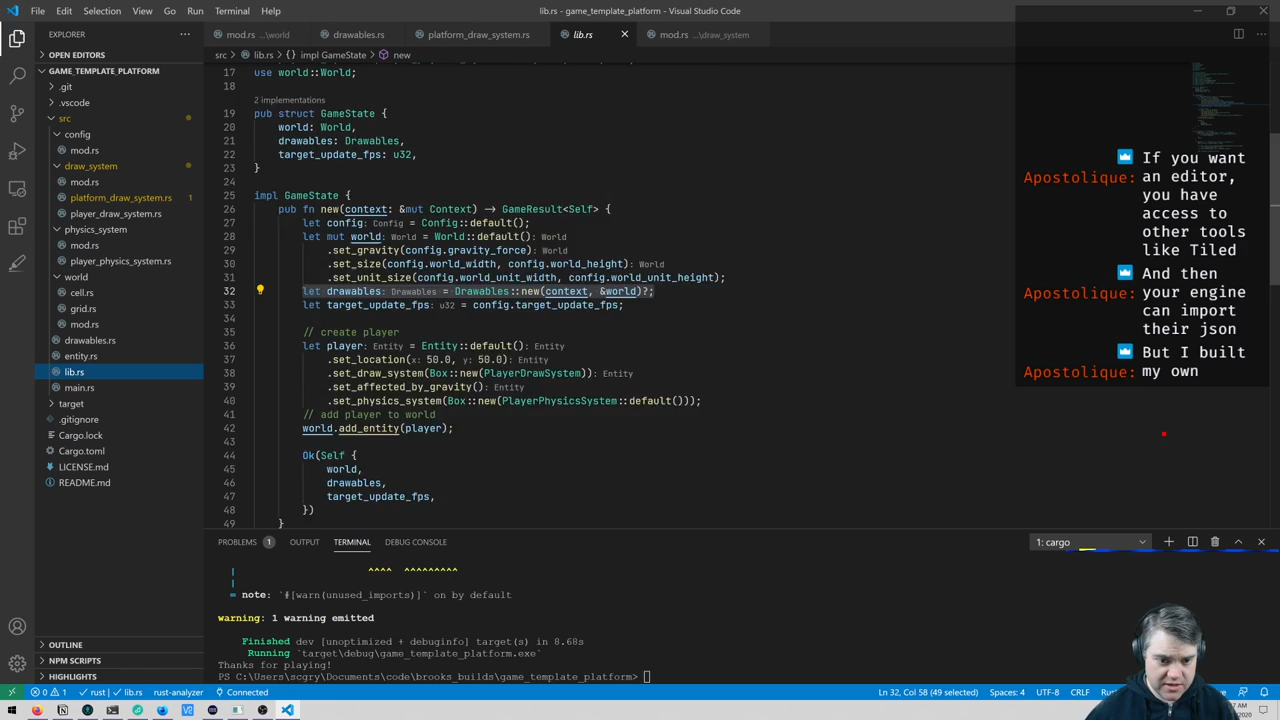 File Edit Selection View Go Run Terminal Help
lib.rs - game_template_platform - Visual Studio Code
EXPLORER
OPEN EDITORS
GAME_TEMPLATE_PLATFORM
.git
.vscode
src
config
mod.rs
draw_system
mod.rs
platform_draw_system.rs 1
player_draw_system.rs
physics_system
mod.rs
player_physics_system.rs
world
cell.rs
grid.rs
mod.rs
drawables.rs
entity.rs
lib.rs
main.rs
target
.gitignore
Cargo.lock
Cargo.toml
LICENSE.md
README.md
OUTLINE
NPM SCRIPTS
HIGHLIGHTS
mod.rs ...\world drawables.rs platform_draw_system.rs lib.rs mod.rs ...\draw_system
src > lib.rs > {} impl GameState > new
17 use world::World;
18
2 implementations
19 pub struct GameState {
20 world: World,
21 drawables: Drawables,
22 target_update_fps: u32,
23 }
24
25 impl GameState {
26 pub fn new(context: &mut Context) → GameResult<Self> {
27 let config: Config = Config::default();
28 let mut world: World = World::default() World
29 .set_gravity(config.gravity_force) World
30 .set_size(config.world_width, config.world_height) World
31 .set_unit_size(config.world_unit_width, config.world_unit_height);
32 let drawables: Drawables = Drawables::new(context, &world)?;
33 let target_update_fps: u32 = config.target_update_fps;
34
35 // create player
36 let player: Entity = Entity::default() Entity
37 .set_location(x: 50.0, y: 50.0) Entity
38 .set_draw_system(Box::new(PlayerDrawSystem)) Entity
39 .set_affected_by_gravity() Entity
40 .set_physics_system(Box::new(PlayerPhysicsSystem::default()));
41 // add player to world
42 world.add_entity(player);
43
44 Ok(Self {
45 world,
46 drawables,
47 target_update_fps,
48 })
49 }
PROBLEMS 1 OUTPUT TERMINAL DEBUG CONSOLE
1: cargo
|
^^^^ ^^^^^^^^^
|
= note: `#[warn(unused_imports)]` on by default
warning: 1 warning emitted
Finished dev [unoptimized + debuginfo] target(s) in 8.68s
Running `target\debug\game_template_platform.exe`
Thanks for playing!
PS C:\Users\scgry\Documents\code\brooks_builds\game_template_platform>
Apostolique: If you want
an editor,
you have
access to
other tools
like Tiled
Apostolique: And then
your engine
can import
their json
Apostolique: But I built
my own
0 1 rust | lib.rs rust-analyzer Connected
Ln 32, Col 58 (49 selected) Spaces: 4 UTF-8 CRLF